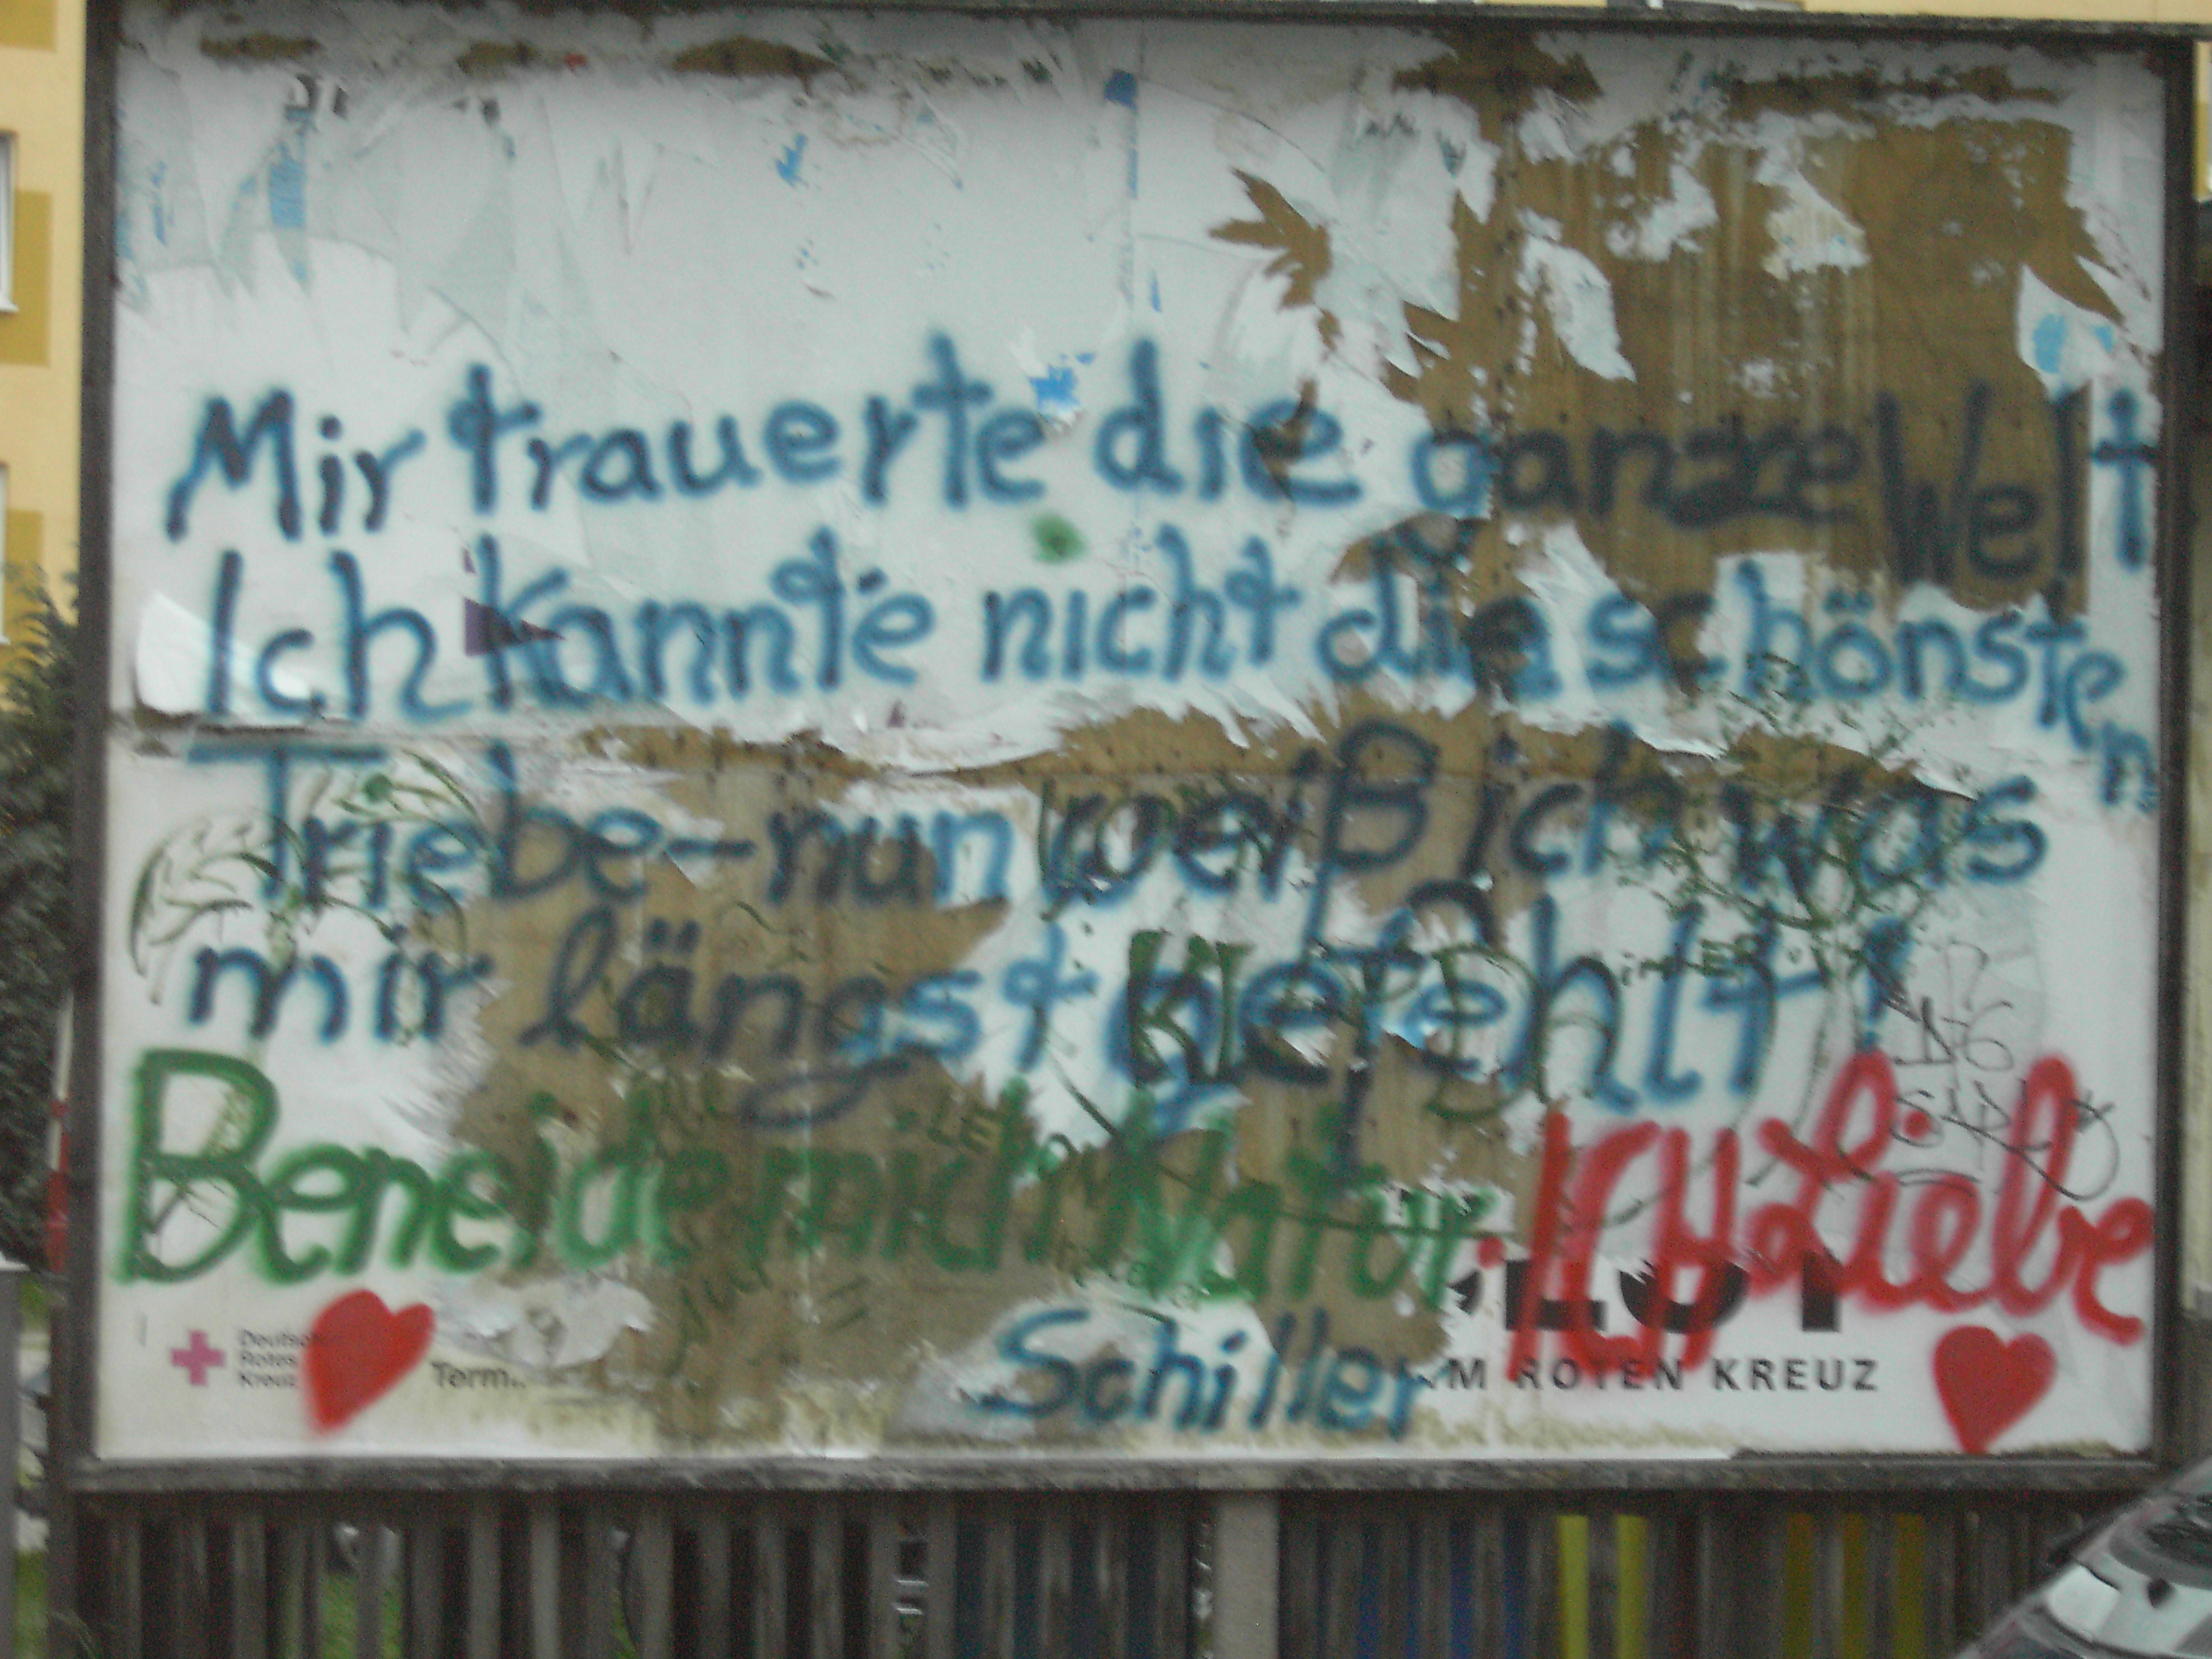 Mir trauerte die ganze Welt
Ich kannte nicht die schönsten
Triebe - nun weiß ich was
mir längst gefehlt!
Beneide mich Natur. ICH Liebe
Schiller
Deutsches
Rotes
Kreuz
Term
M ROTEN KREUZ